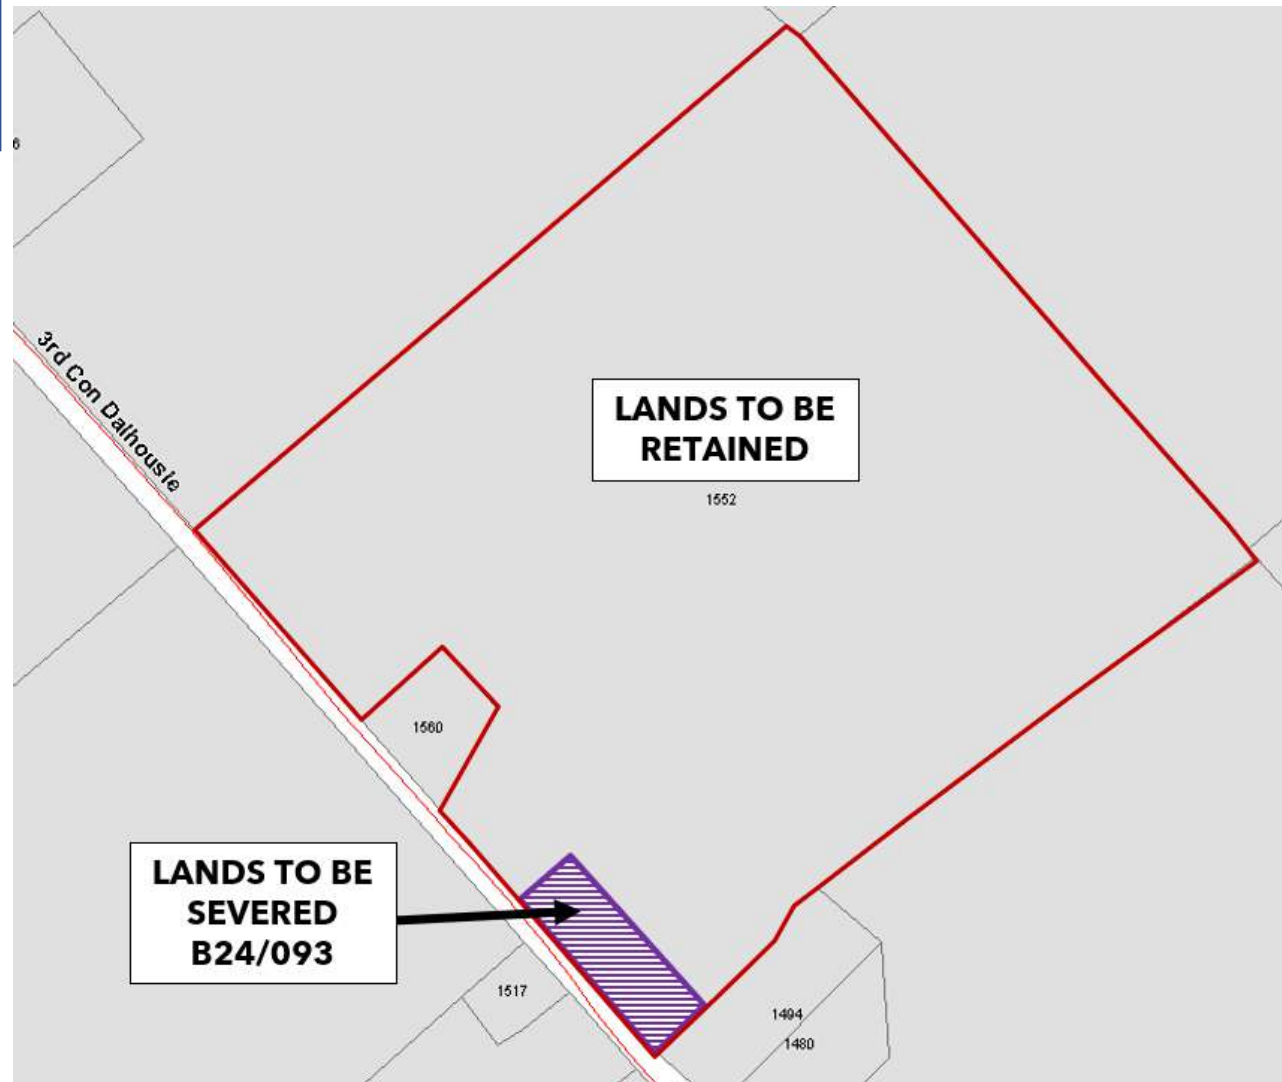 6
3rd Con Dalhousie
LANDS TO BE
RETAINED
1552
1560
LANDS TO BE
SEVERED
B24/093
1517
1494
1480